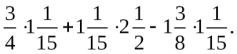 3/4 · 1 1/15 + 1 1/15 · 2 1/2 − 1 3/8 · 1 1/15.